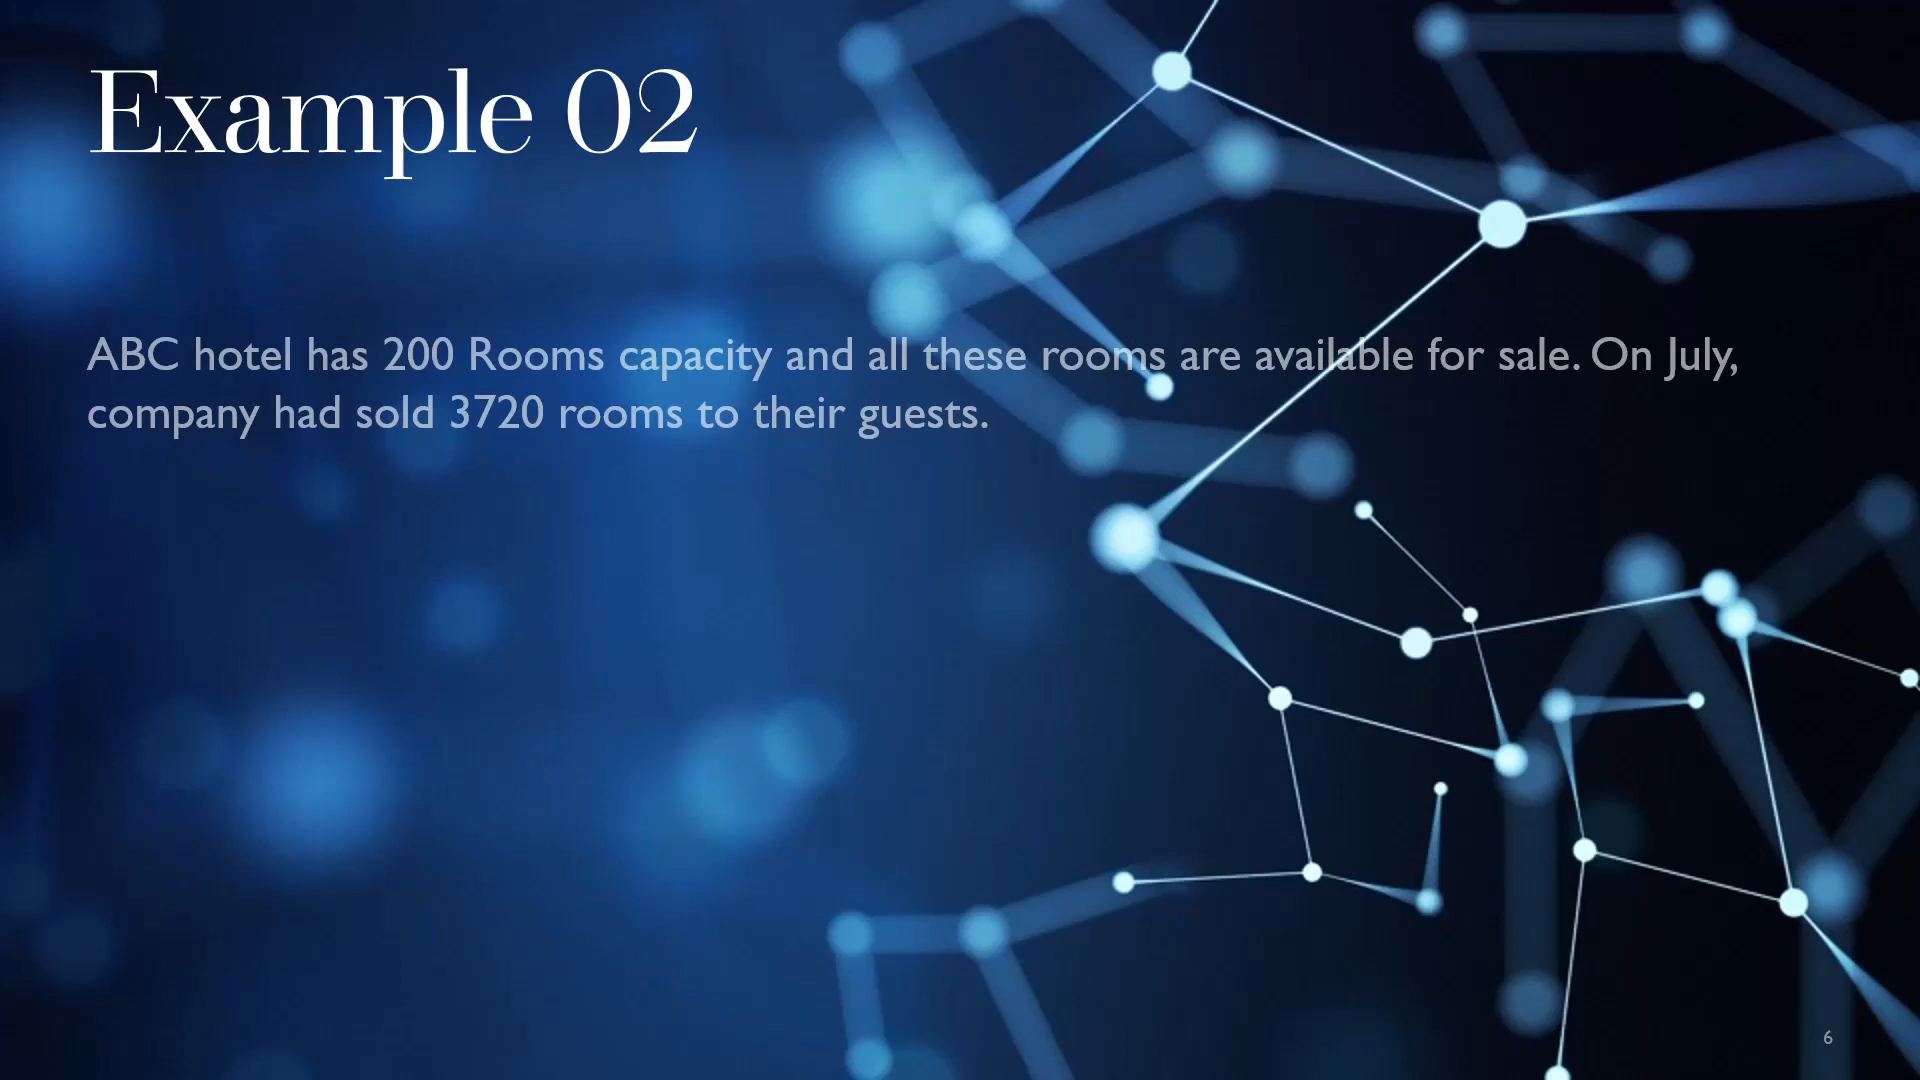 Example 02
ABC hotel has 200 Rooms capacity and all these rooms are available for sale. On July,
company had sold 3720 rooms to their guests.
6